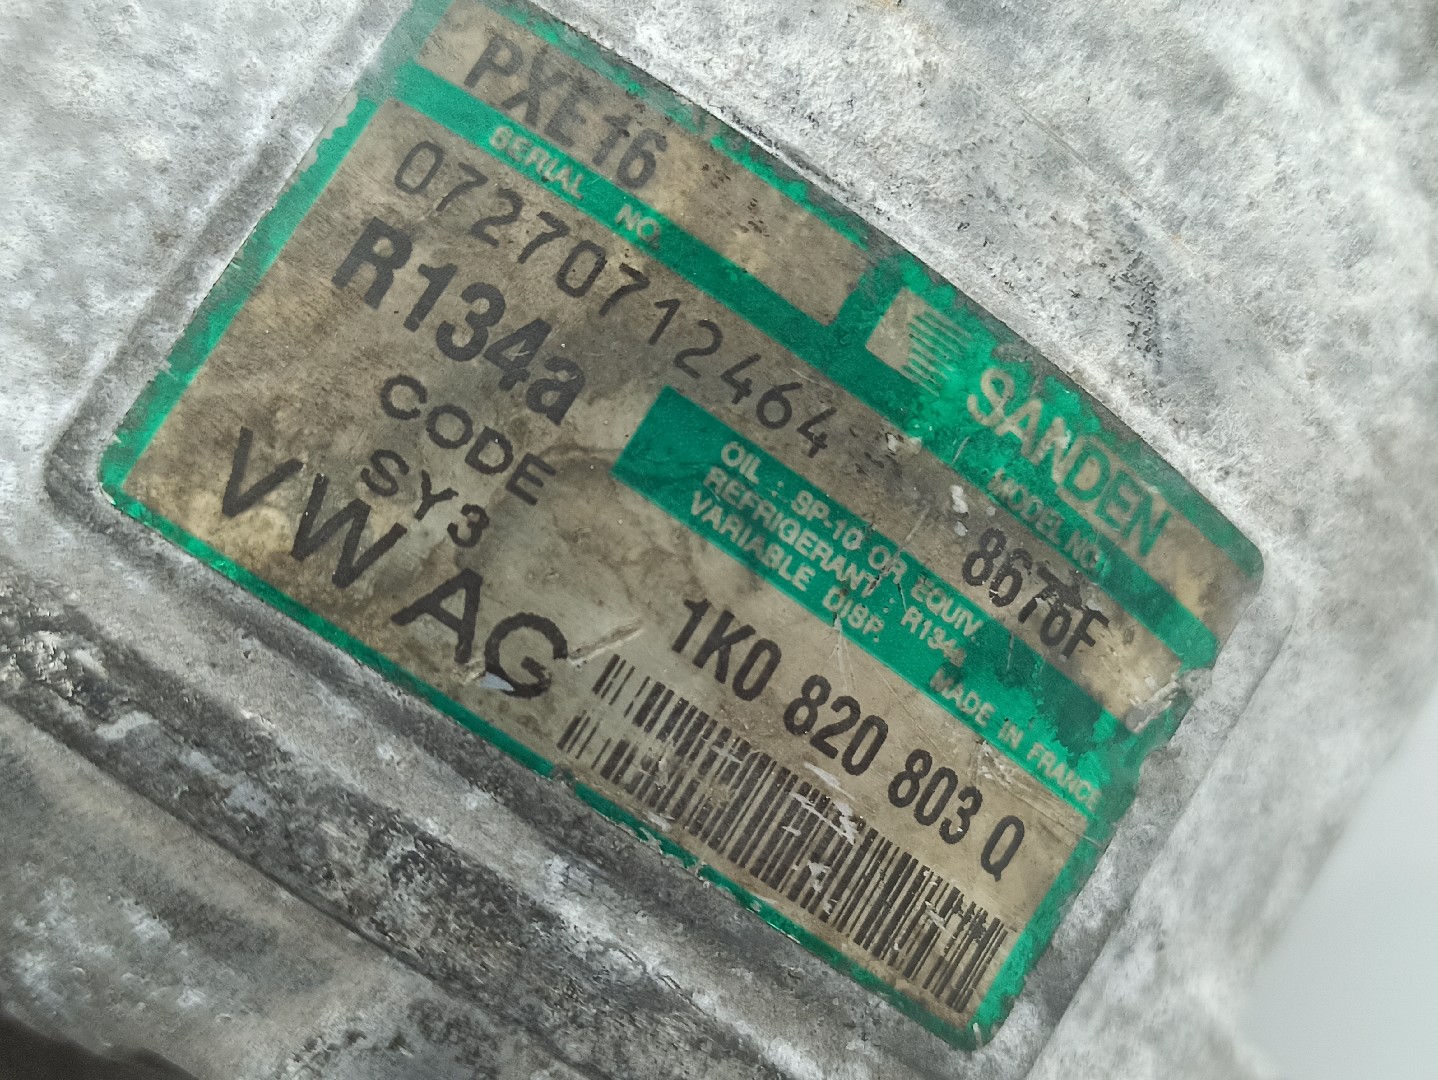 PXE16
SANDEN
SERIAL NO.
MODEL NO.
07270712464
8676F
R134a
CODE
SY3
VW AG
OIL : SP-10 OR EQUIV.
REFRIGERANT : R134a
VARIABLE DISP.
MADE IN FRANCE
1K0 820 803 Q